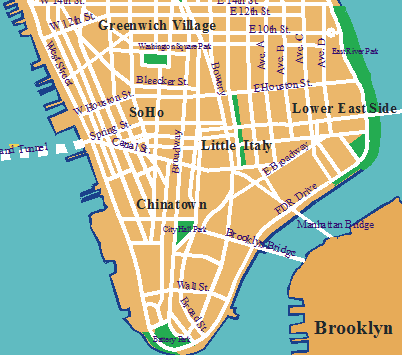 W 14th St.
E 14th St.
W 12th St.
E 12th St.
Greenwich Village
E 10th St.
West Street
Washington Square Park
Ave. A
Ave. B
Ave. C
Ave. D
East River Park
Bleecker St.
Bowery
E Houston St.
W Houston St.
SoHo
Lower East Side
Spring St.
Canal St.
Broadway
Little Italy
Tunnel
E Broadway
Chinatown
FDR. Drive
City Hall Park
Brooklyn Bridge
Manhattan Bridge
Wall St.
Broad St.
Battery Park
Brooklyn